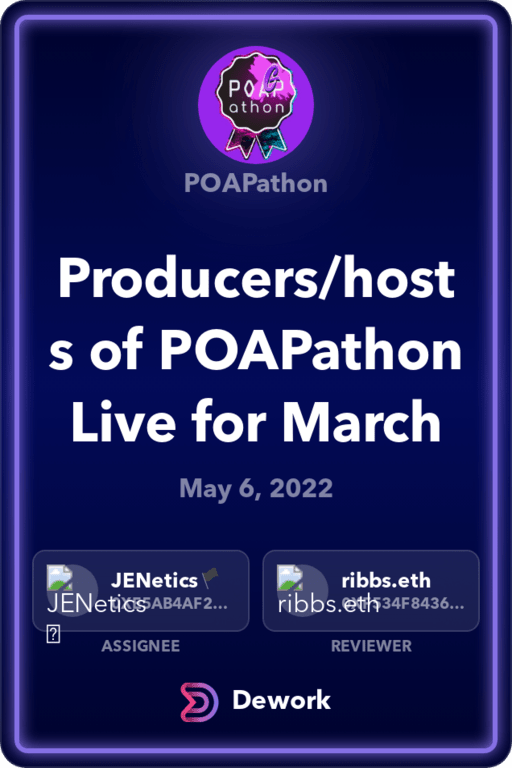 POAP
athon
POAPathon
Producers/host
s of POAPathon
Live for March
May 6, 2022
JENetics🏴
JENetics
ribbs.eth
ribbs.eth
ASSIGNEE
REVIEWER
Dework